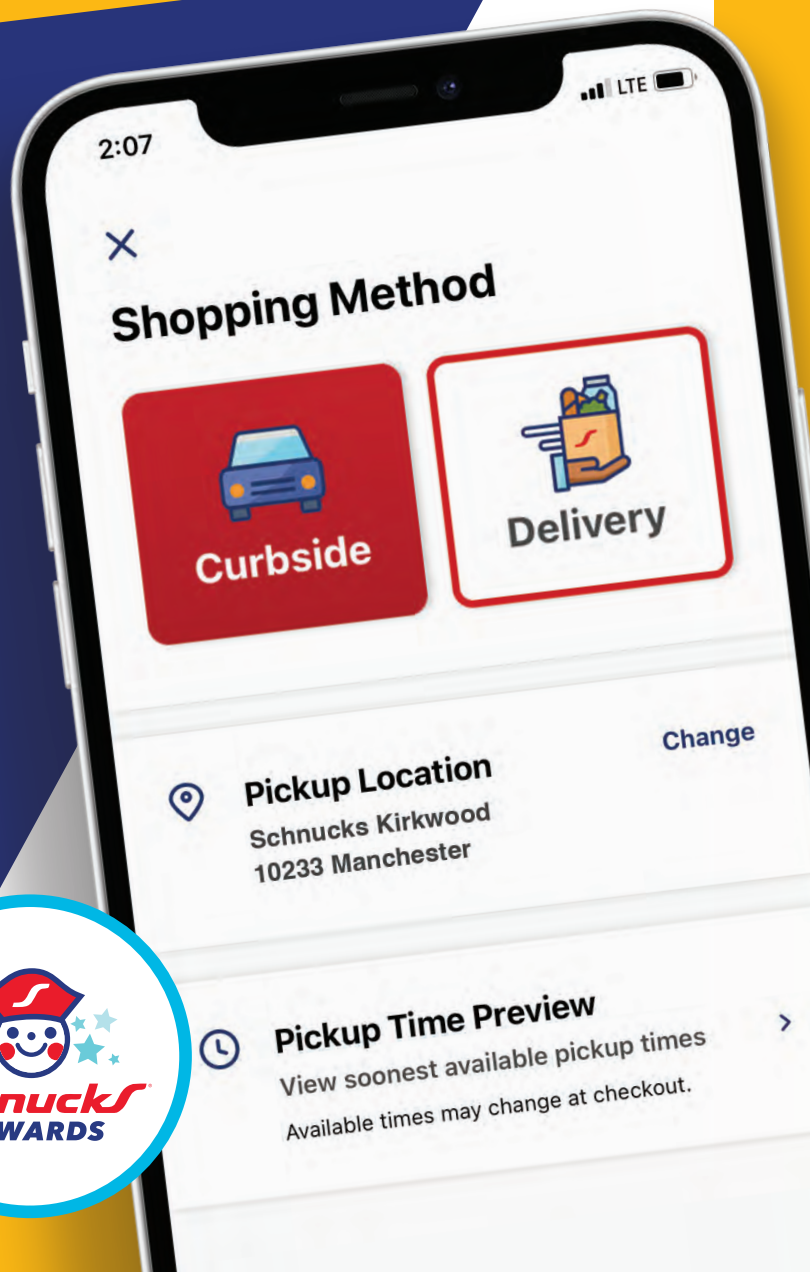 2:07
LTE
Shopping Method
Curbside
Delivery
Pickup Location
Change
Schnucks Kirkwood
10233 Manchester
Pickup Time Preview
View soonest available pickup times
Available times may change at checkout.
nucks
WARDS